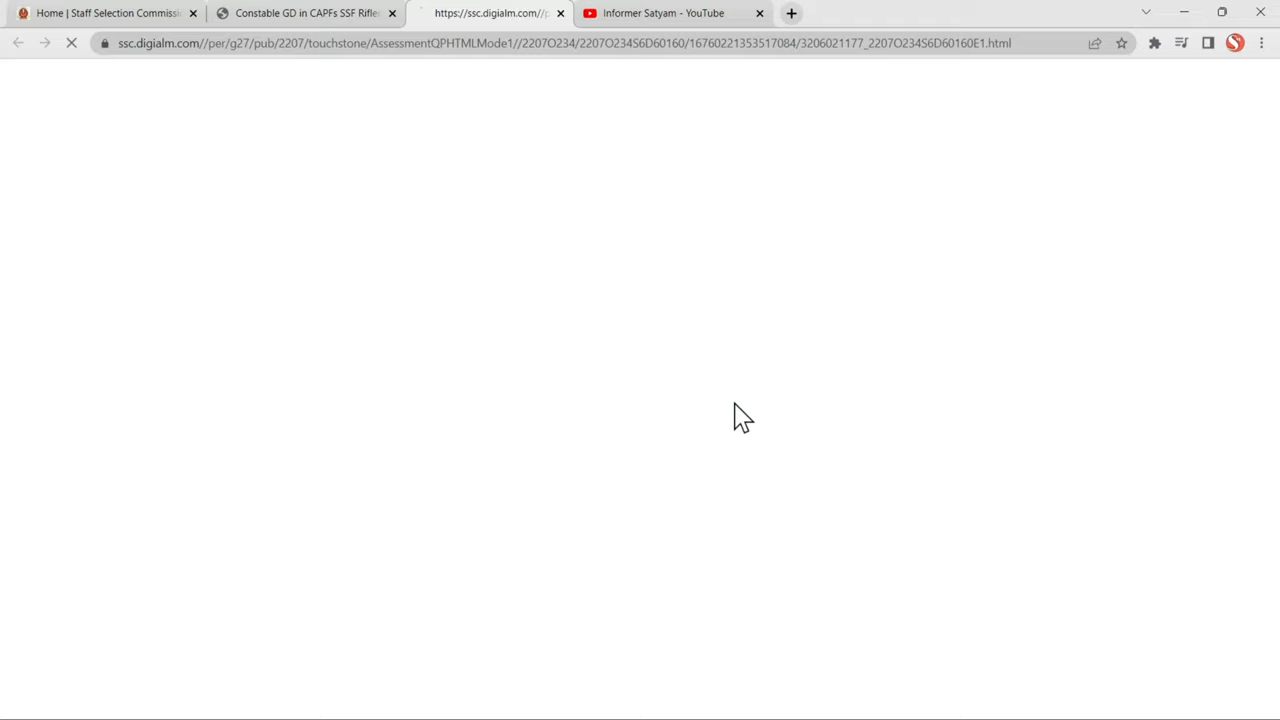 Home | Staff Selection Commissi
Constable GD in CAPFs SSF Rifler
https://ssc.digialm.com//p
Informer Satyam - YouTube
ssc.digialm.com//per/g27/pub/2207/touchstone/AssessmentQPHTMLMode1//2207O234/2207O234S6D60160/16760221353517084/3206021177_2207O234S6D60160E1.html